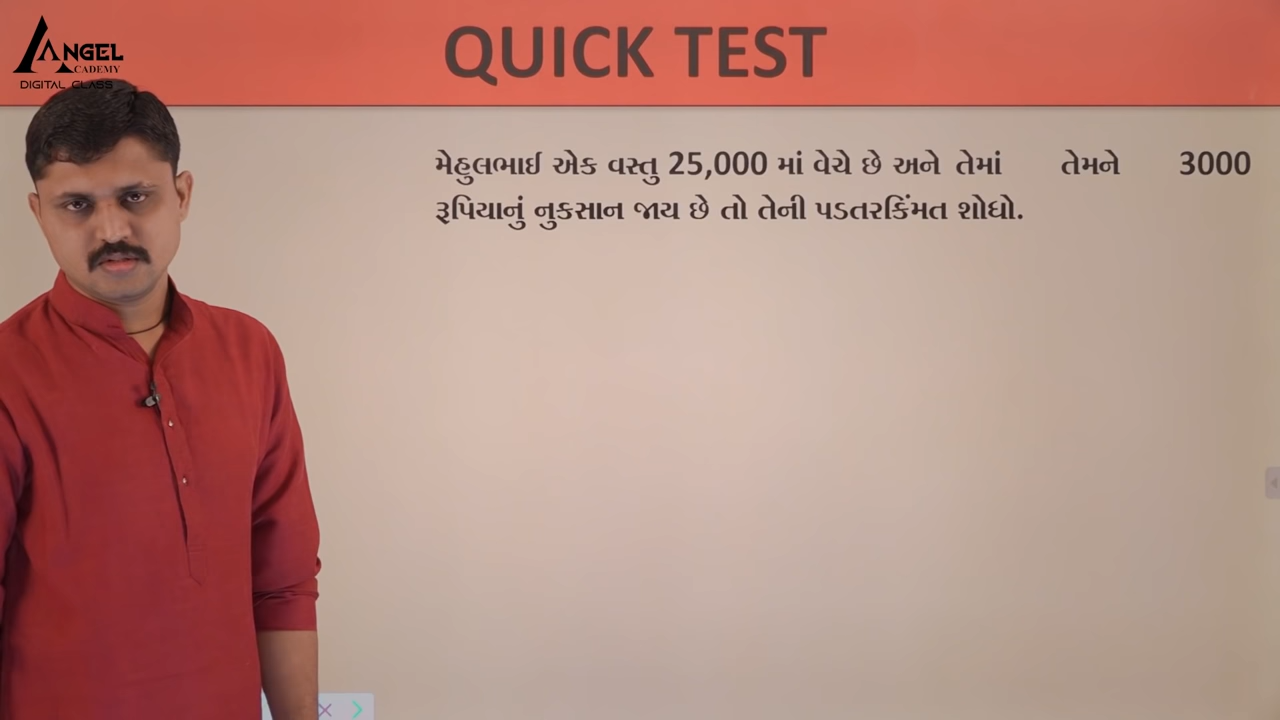 ANGEL
ACADEMY
DIGITAL CLASS
QUICK TEST
મેહુલભાઈ એક વસ્તુ 25,000 માં વેચે છે અને તેમાં તેમને 3000
રૂપિયાનું નુકસાન જાય છે તો તેની પડતરકિંમત શોધો.